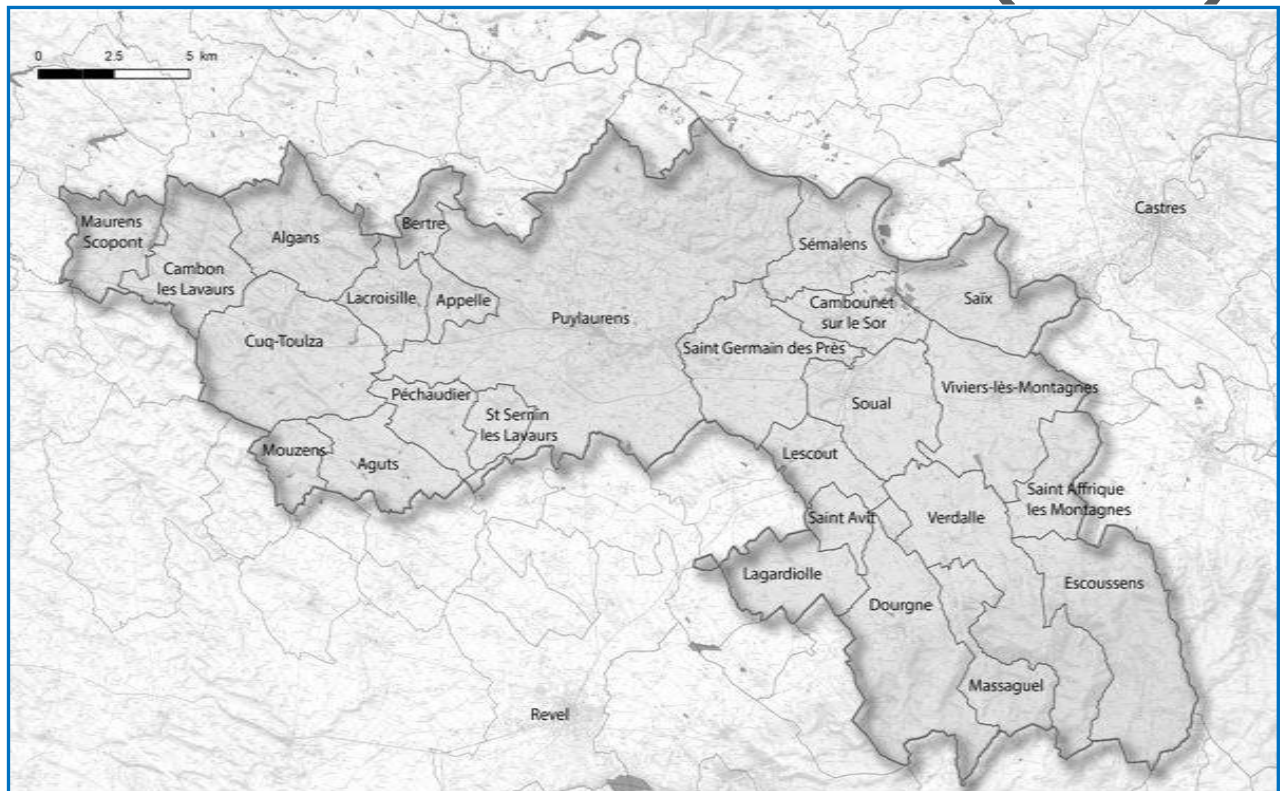 0 2.5 5 km
Castres
Maurens
Scopont
Algans
Bertre
Sémalens
Cambon
les Lavaurs
Lacroisille
Appelle
Cambounet
sur le Sor
Saïx
Puylaurens
Cuq-Toulza
Saint Germain des Près
Péchaudier
Viviers-lès-Montagnes
Soual
St Sernin
les Lavaurs
Mouzens
Aguts
Lescout
Saint Affrique
les Montagnes
Saint Avit
Verdalle
Lagardiolle
Escoussens
Dourgne
Massaguel
Revel